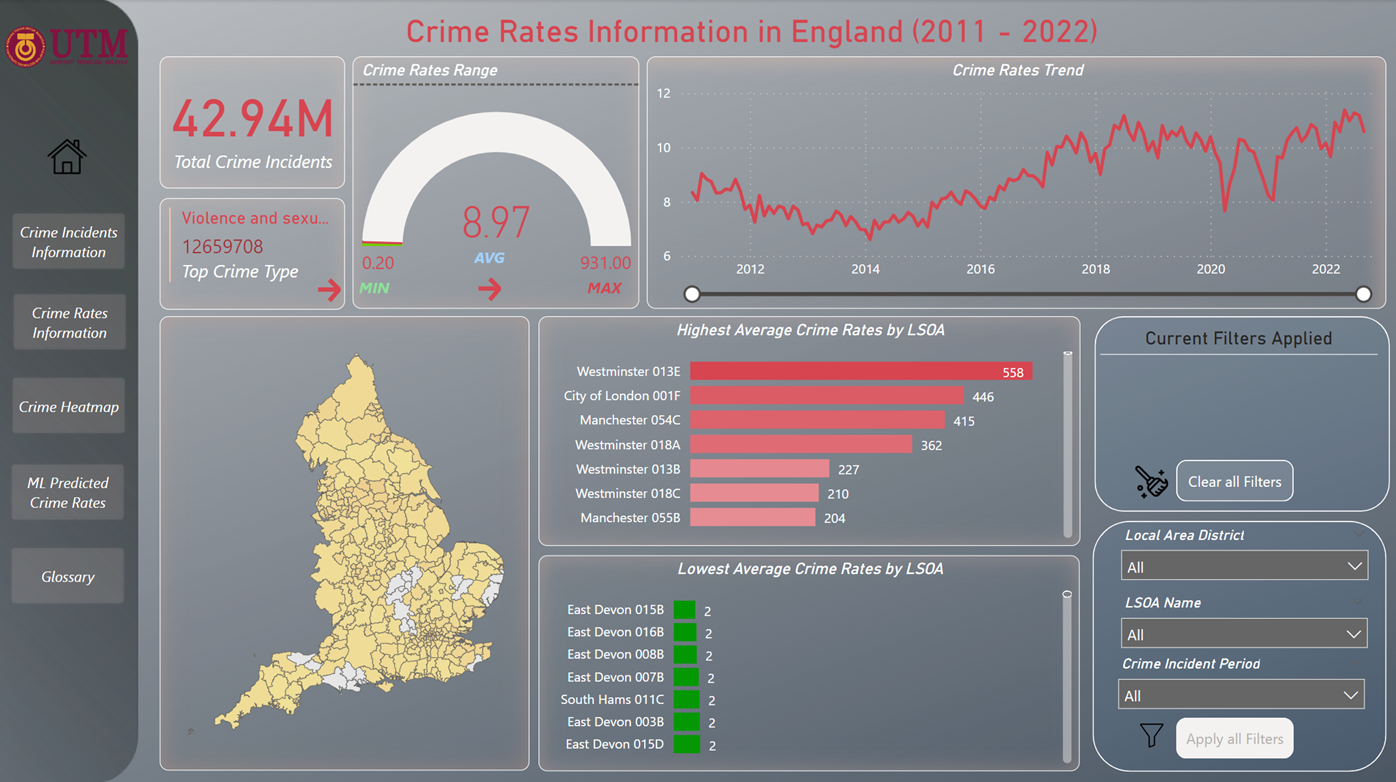 UTM
Crime Rates Information in England (2011 - 2022)
Crime Incidents
Information
Crime Rates
Information
Crime Heatmap
ML Predicted
Crime Rates
Glossary
42.94M
Total Crime Incidents
Violence and sexu...
12659708
Top Crime Type
Crime Rates Range
8.97
AVG
0.20
MIN
931.00
MAX
Crime Rates Trend
12
10
8
6
2012 2014 2016 2018 2020 2022
Highest Average Crime Rates by LSOA
Westminster 013E 558
City of London 001F 446
Manchester 054C 415
Westminster 018A 362
Westminster 013B 227
Westminster 018C 210
Manchester 055B 204
Lowest Average Crime Rates by LSOA
East Devon 015B 2
East Devon 016B 2
East Devon 008B 2
East Devon 007B 2
South Hams 011C 2
East Devon 003B 2
East Devon 015D 2
Current Filters Applied
Clear all Filters
Local Area District
All
LSOA Name
All
Crime Incident Period
All
Apply all Filters